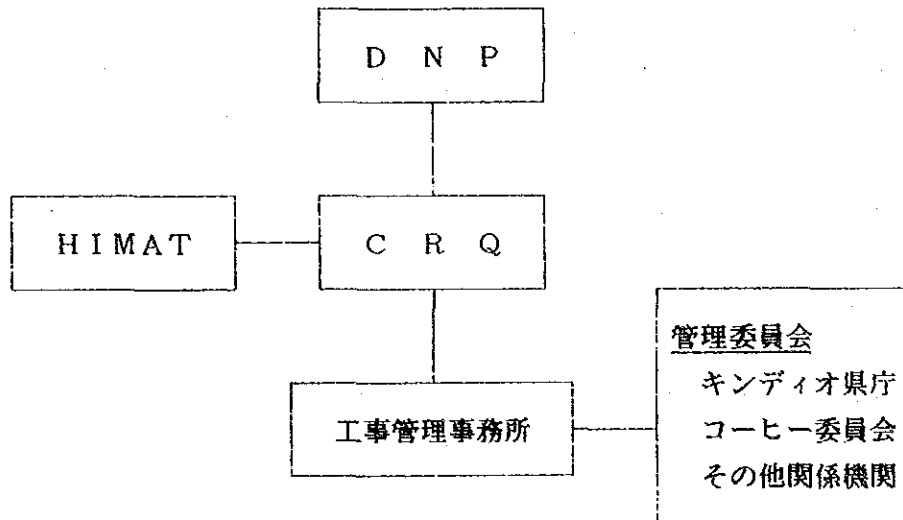 D N P
HIMAT
C R Q
工事管理事務所
管理委員会
キンディオ県庁
コーヒー委員会
その他関係機関